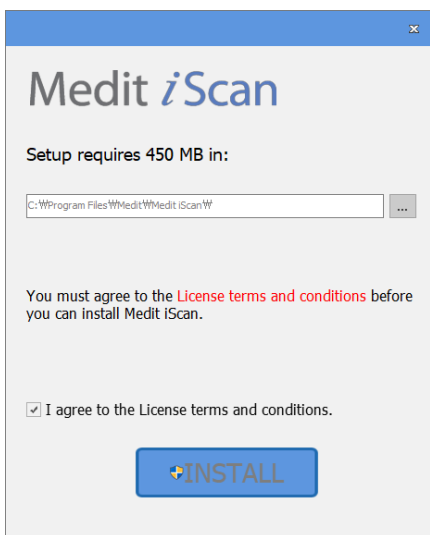 Medit iScan
Setup requires 450 MB in:
C:₩Program Files₩Medit₩Medit iScan₩
...
You must agree to the License terms and conditions before
you can install Medit iScan.
I agree to the License terms and conditions.
INSTALL